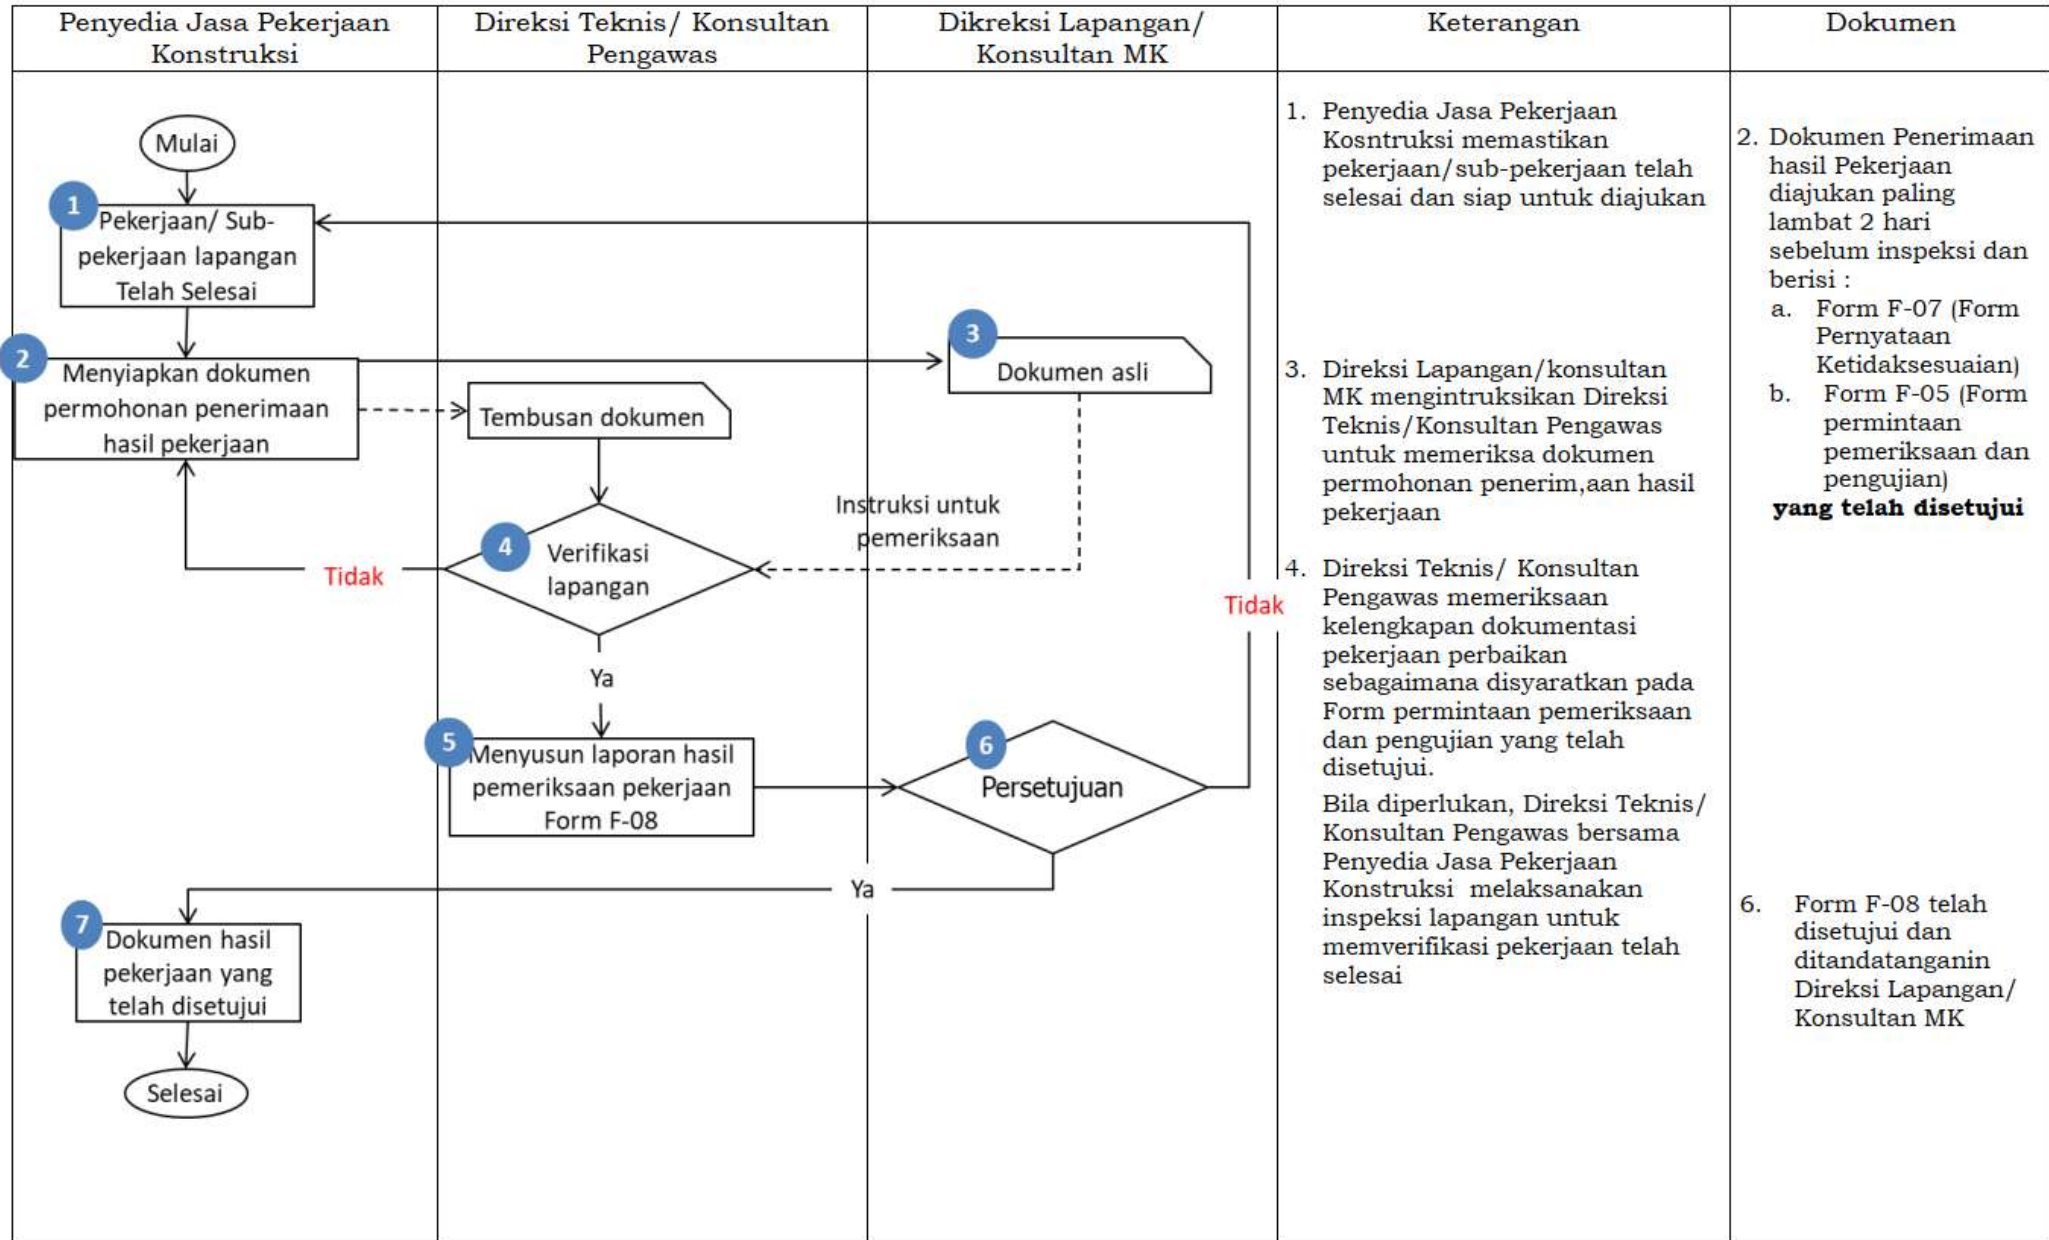 Penyedia Jasa Pekerjaan
Konstruksi
Direksi Teknis/ Konsultan
Pengawas
Dikreksi Lapangan/
Konsultan MK
Keterangan
Dokumen
Mulai
1
Pekerjaan/ Sub-
pekerjaan lapangan
Telah Selesai
2
Menyiapkan dokumen
permohonan penerimaan
hasil pekerjaan
Tembusan dokumen
3
Dokumen asli
Instruksi untuk
pemeriksaan
4
Verifikasi
lapangan
Tidak
Tidak
Ya
5
Menyusun laporan hasil
pemeriksaan pekerjaan
Form F-08
6
Persetujuan
Ya
7
Dokumen hasil
pekerjaan yang
telah disetujui
Selesai
1. Penyedia Jasa Pekerjaan
Kosntruksi memastikan
pekerjaan/sub-pekerjaan telah
selesai dan siap untuk diajukan
3. Direksi Lapangan/konsultan
MK mengintruksikan Direksi
Teknis/Konsultan Pengawas
untuk memeriksa dokumen
permohonan penerim,aan hasil
pekerjaan
4. Direksi Teknis/ Konsultan
Pengawas memeriksaan
kelengkapan dokumentasi
pekerjaan perbaikan
sebagaimana disyaratkan pada
Form permintaan pemeriksaan
dan pengujian yang telah
disetujui.
Bila diperlukan, Direksi Teknis/
Konsultan Pengawas bersama
Penyedia Jasa Pekerjaan
Konstruksi melaksanakan
inspeksi lapangan untuk
memverifikasi pekerjaan telah
selesai
2. Dokumen Penerimaan
hasil Pekerjaan
diajukan paling
lambat 2 hari
sebelum inspeksi dan
berisi :
a. Form F-07 (Form
Pernyataan
Ketidaksesuaian)
b. Form F-05 (Form
permintaan
pemeriksaan dan
pengujian)
yang telah disetujui
6. Form F-08 telah
disetujui dan
ditandatanganin
Direksi Lapangan/
Konsultan MK